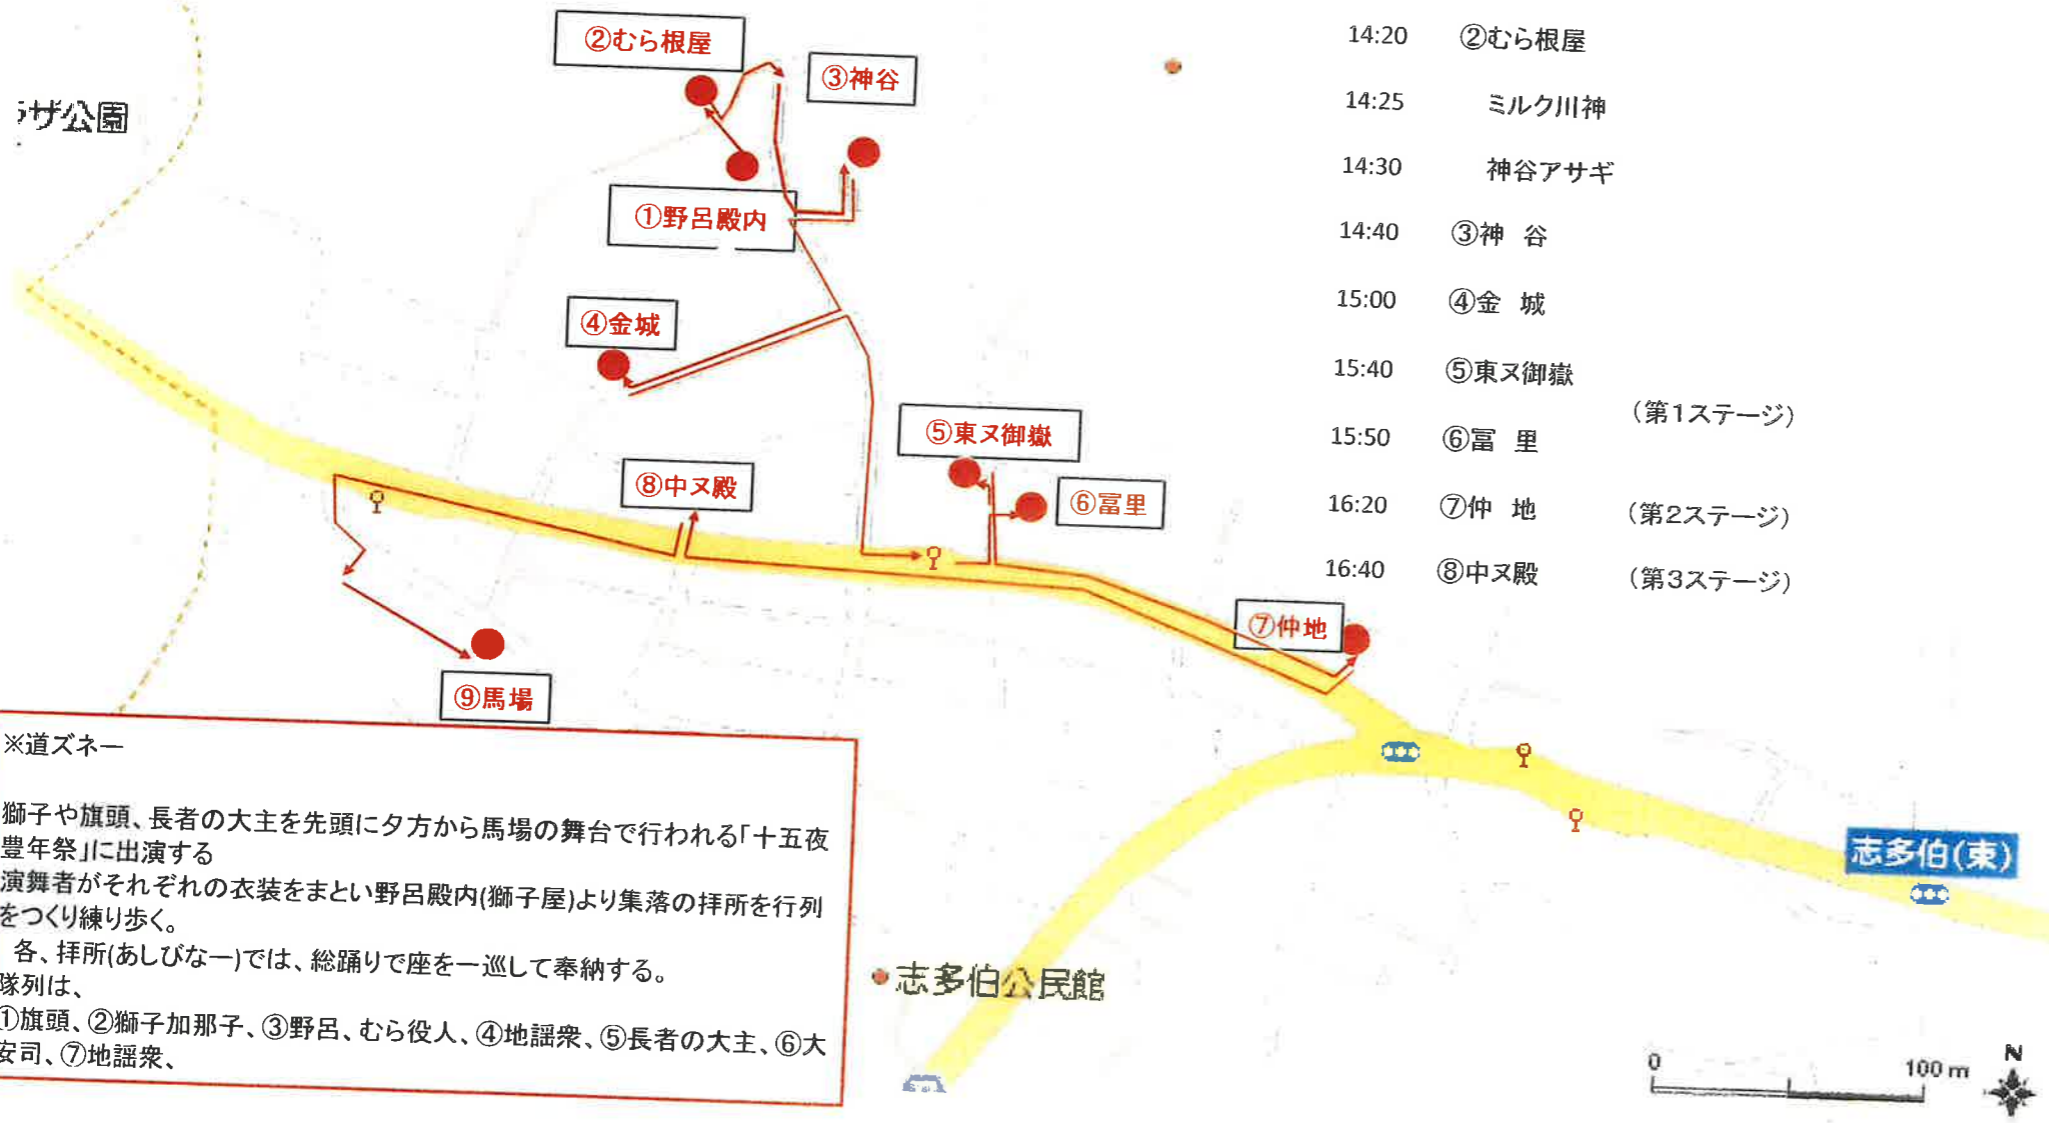 ②むら根屋
③神谷
ザ公園
①野呂殿内
④金城
⑤東ヌ御嶽
⑧中ヌ殿
⑥冨里
⑦仲地
⑨馬場
14:20 ②むら根屋
14:25 ミルク川神
14:30 神谷アサギ
14:40 ③神 谷
15:00 ④金 城
15:40 ⑤東ヌ御嶽
(第1ステージ)
15:50 ⑥冨 里
16:20 ⑦仲 地 (第2ステージ)
16:40 ⑧中ヌ殿 (第3ステージ)
※道ズネー
獅子や旗頭、長者の大主を先頭に夕方から馬場の舞台で行われる「十五夜
豊年祭」に出演する
演舞者がそれぞれの衣装をまとい野呂殿内(獅子屋)より集落の拝所を行列
をつくり練り歩く。
各、拝所(あしびなー)では、総踊りで座を一巡して奉納する。
隊列は、
①旗頭、②獅子加那子、③野呂、むら役人、④地謡衆、⑤長者の大主、⑥大
安司、⑦地謡衆、
志多伯(東)
志多伯公民館
0 100 m
N